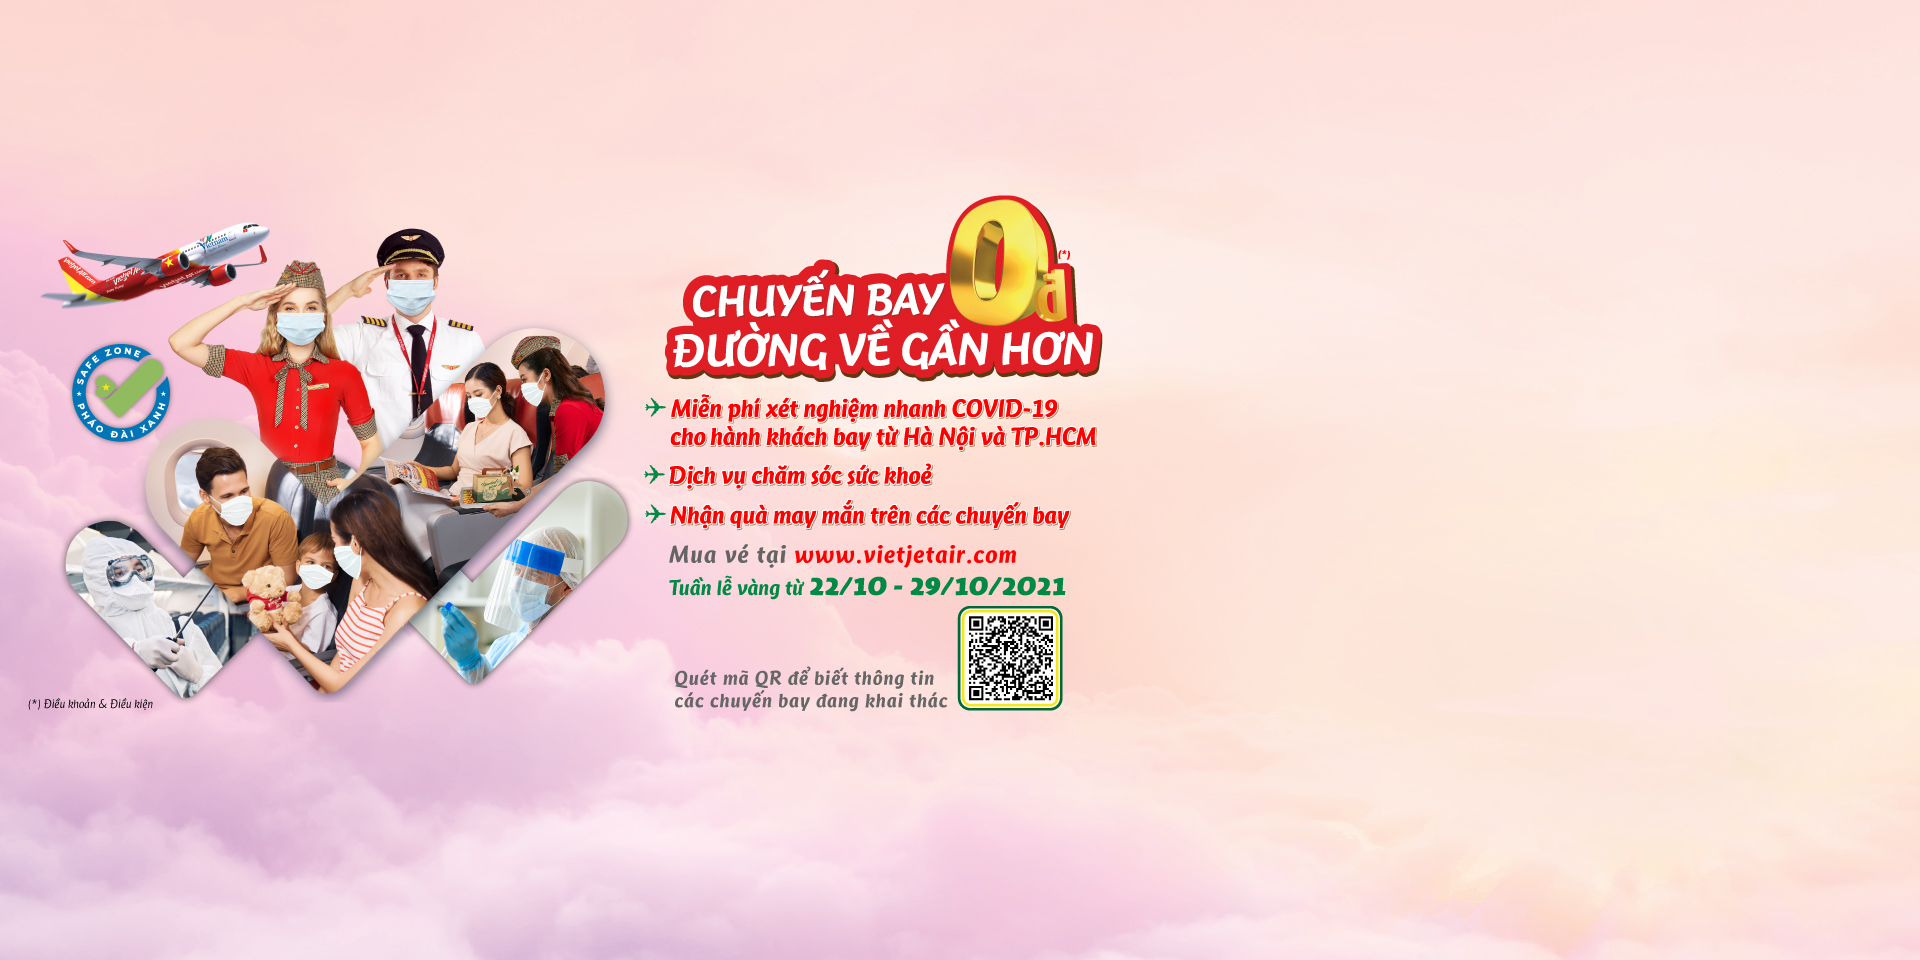 CHUYẾN BAY 0đ (*)
ĐƯỜNG VỀ GẦN HƠN
Miễn phí xét nghiệm nhanh COVID-19
cho hành khách bay từ Hà Nội và TP.HCM
Dịch vụ chăm sóc sức khoẻ
Nhận quà may mắn trên các chuyến bay
Mua vé tại www.vietjetair.com
Tuần lễ vàng từ 22/10 - 29/10/2021
Quét mã QR để biết thông tin
các chuyến bay đang khai thác
SAFE ZONE
PHÁO ĐÀI XANH
(*) Điều khoản & Điều kiện
Vietnam